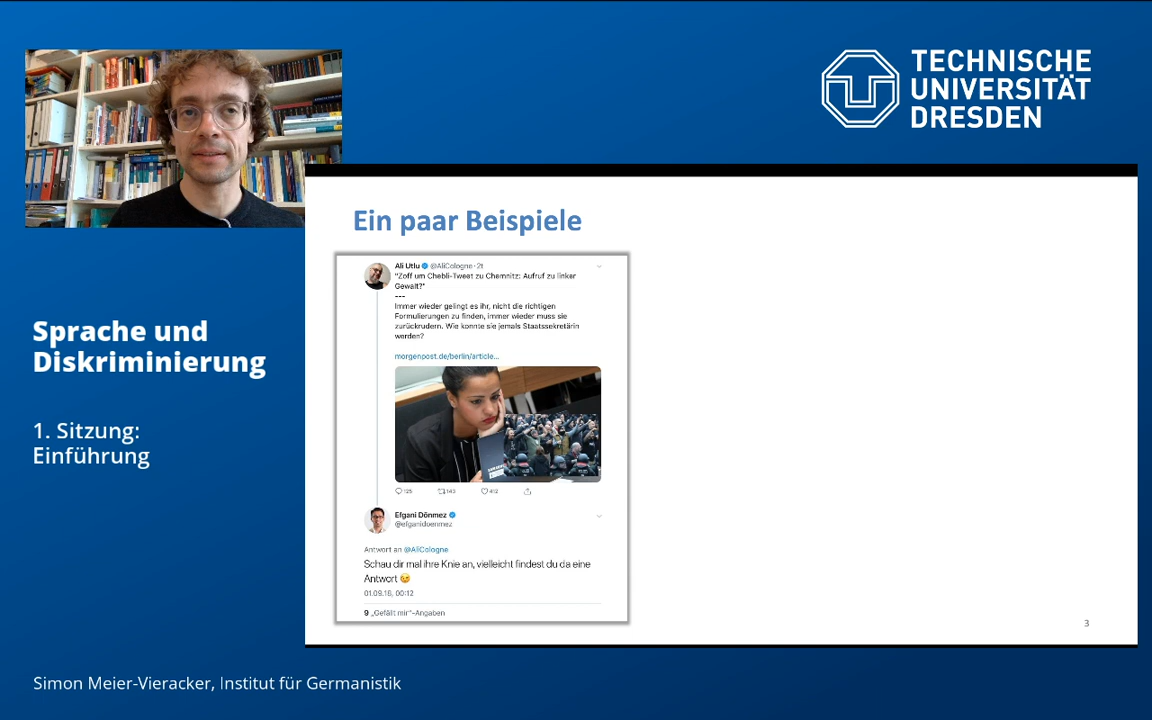 TECHNISCHE
UNIVERSITÄT
DRESDEN
Ein paar Beispiele
Ali Utlu @AliCologne · 2t
"Zoff um Chebli-Tweet zu Chemnitz: Aufruf zu linker
Gewalt?"
---
Immer wieder gelingt es ihr, nicht die richtigen
Formulierungen zu finden, immer wieder muss sie
zurückrudern. Wie konnte sie jemals Staatssekretärin
werden?
morgenpost.de/berlin/article...
125 143 412
Efgani Dönmez
@efganidoenmez
Antwort an @AliCologne
Schau dir mal ihre Knie an, vielleicht findest du da eine
Antwort 😉
01.09.18, 00:12
9 „Gefällt mir"-Angaben
3
Sprache und
Diskriminierung
1. Sitzung:
Einführung
Simon Meier-Vieracker, Institut für Germanistik